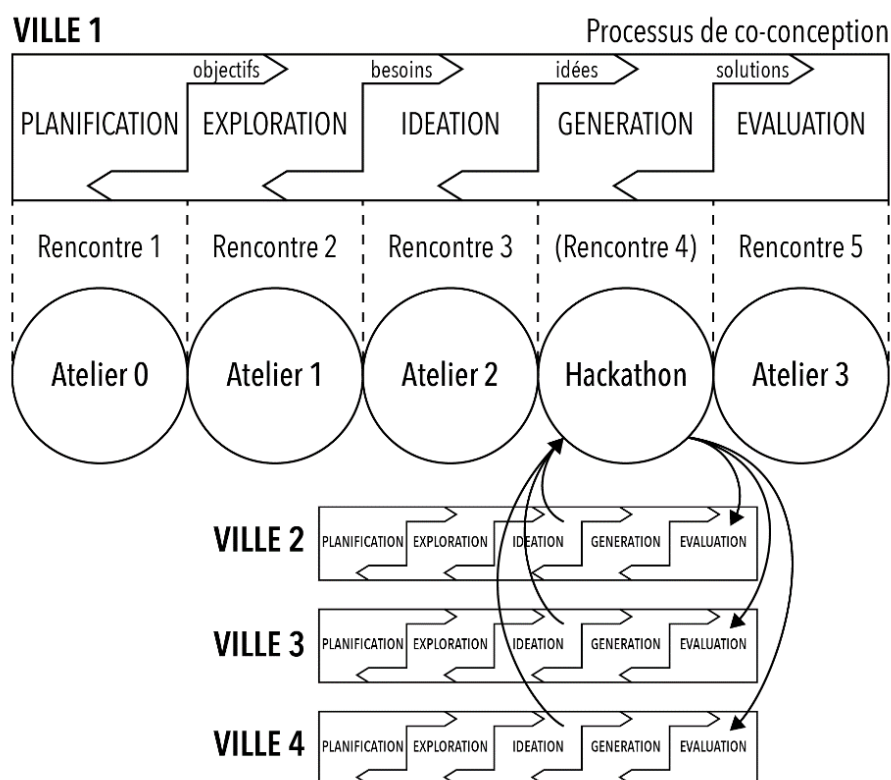 VILLE 1 Processus de co-conception
objectifs besoins idées solutions
PLANIFICATION EXPLORATION IDEATION GENERATION EVALUATION
Rencontre 1 Rencontre 2 Rencontre 3 (Rencontre 4) Rencontre 5
Atelier 0 Atelier 1 Atelier 2 Hackathon Atelier 3
VILLE 2 PLANIFICATION EXPLORATION IDEATION GENERATION EVALUATION
VILLE 3 PLANIFICATION EXPLORATION IDEATION GENERATION EVALUATION
VILLE 4 PLANIFICATION EXPLORATION IDEATION GENERATION EVALUATION